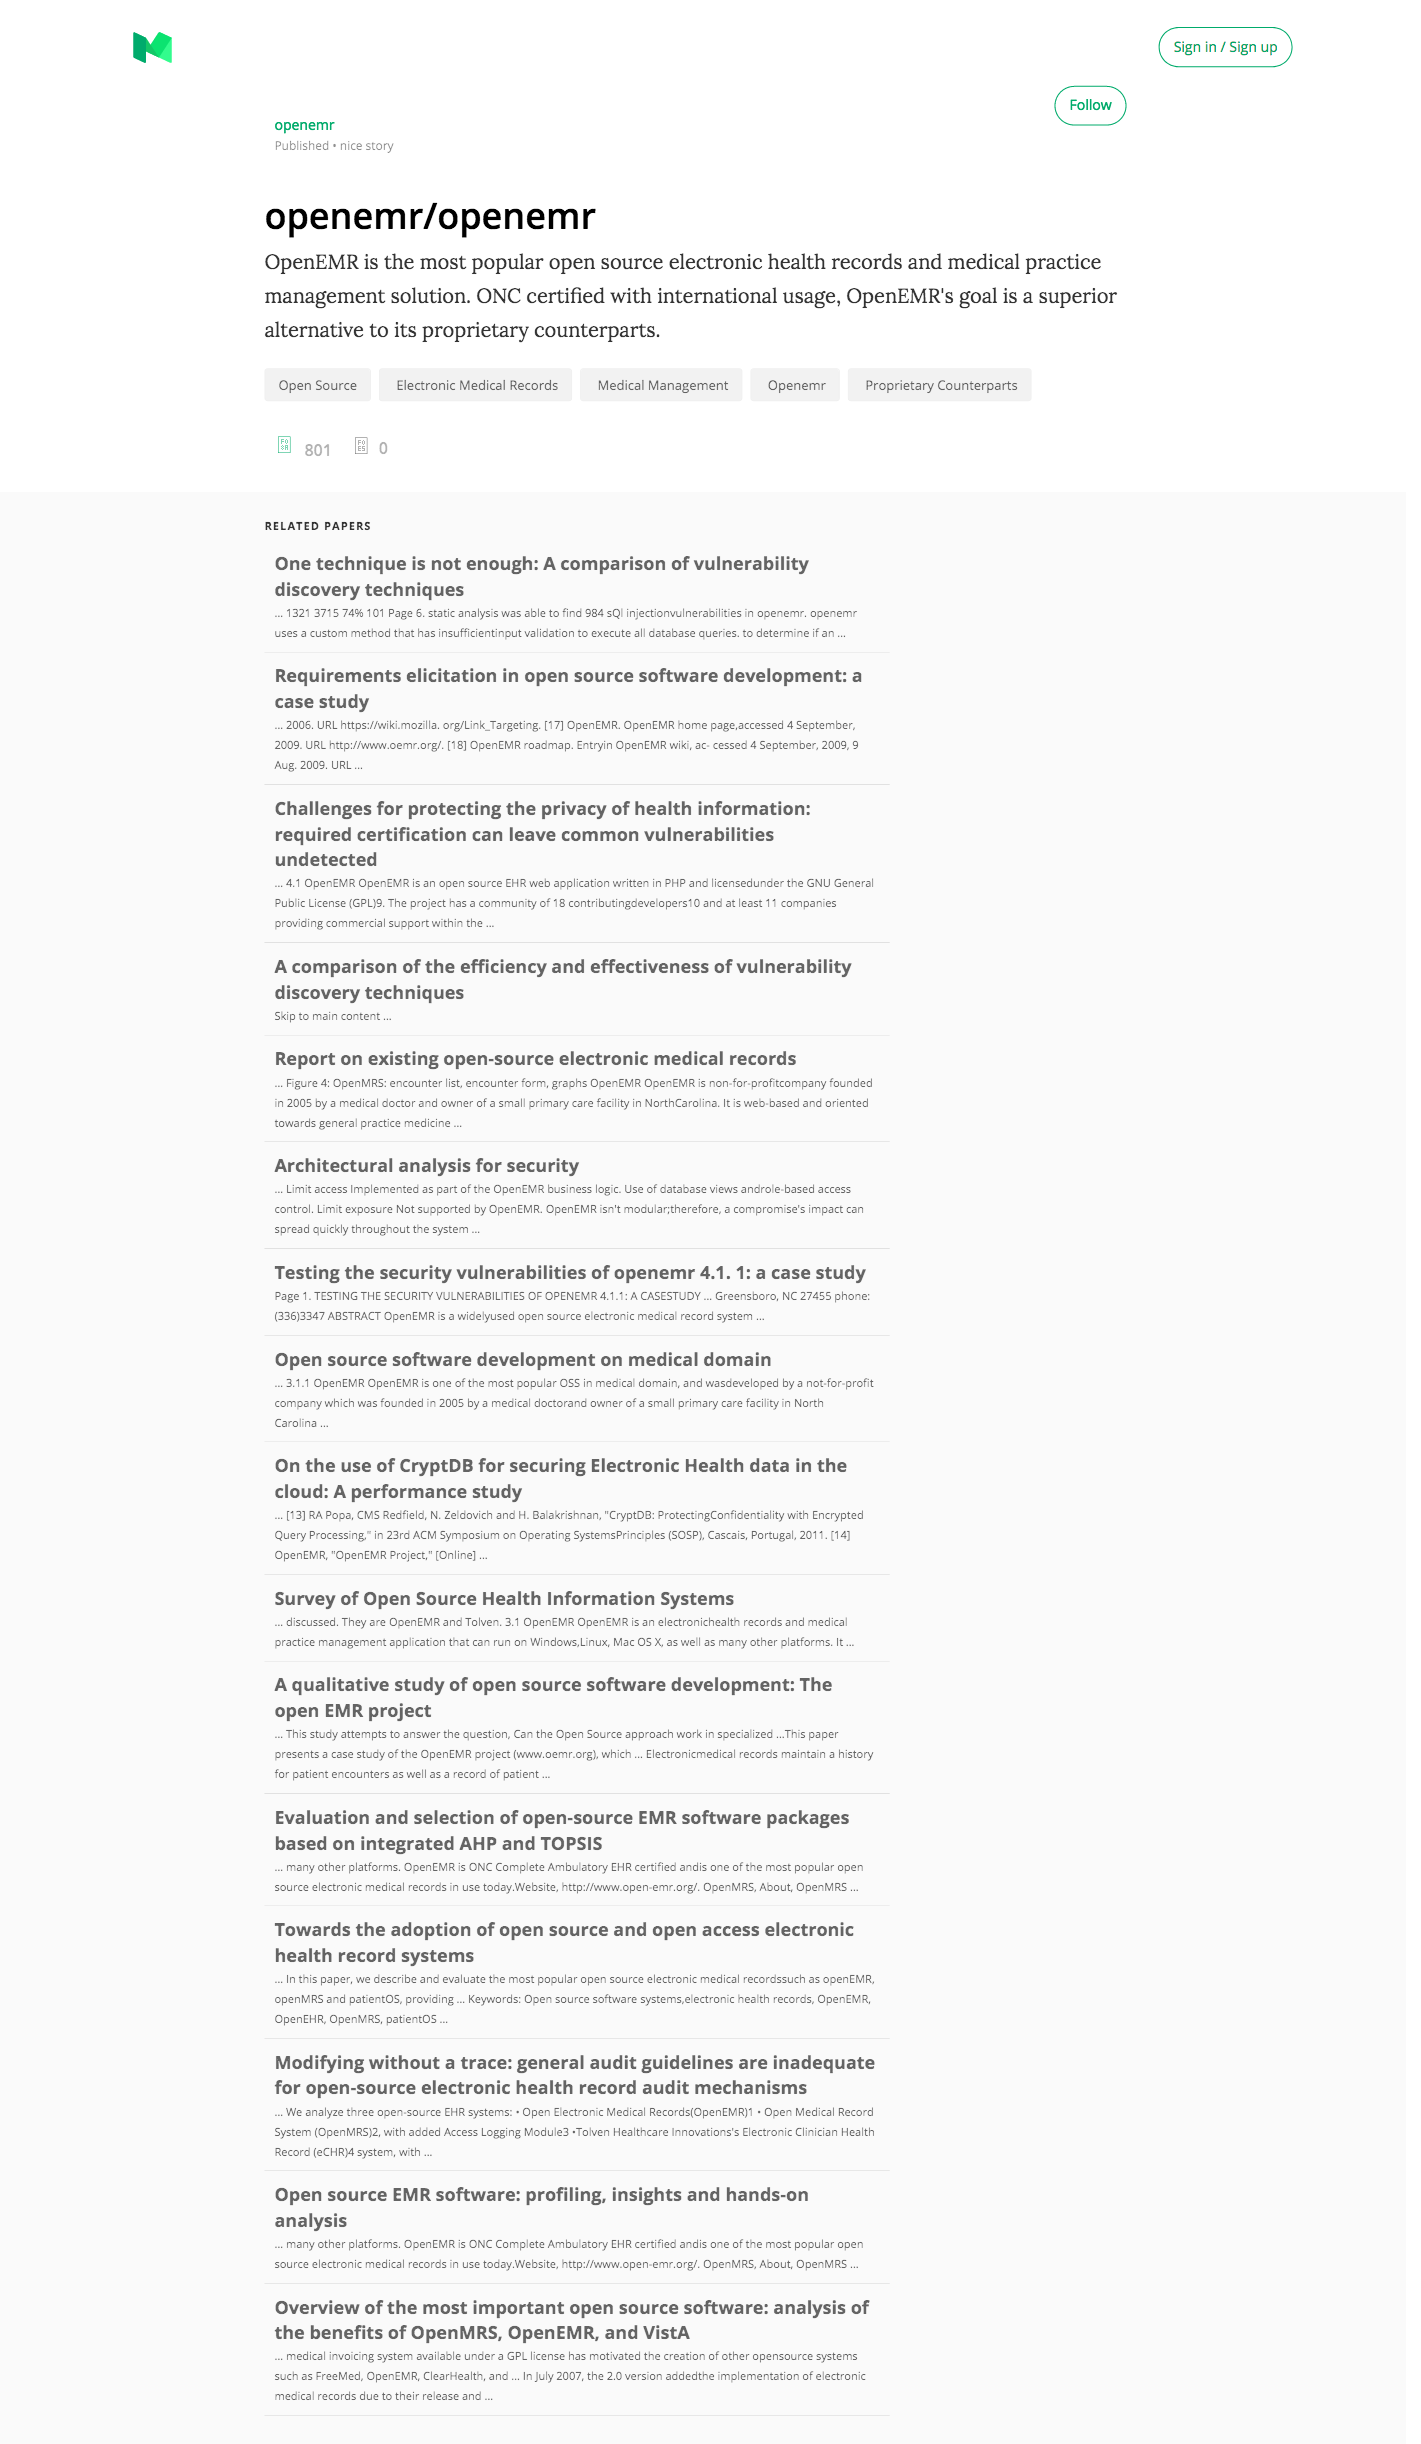 Sign in / Sign up
Follow
openemr
Published • nice story
openemr/openemr
OpenEMR is the most popular open source electronic health records and medical practice
management solution. ONC certified with international usage, OpenEMR's goal is a superior
alternative to its proprietary counterparts.
Open Source Electronic Medical Records Medical Management Openemr Proprietary Counterparts
801 0
RELATED PAPERS
One technique is not enough: A comparison of vulnerability
discovery techniques
... 1321 3715 74% 101 Page 6. static analysis was able to find 984 sQl injectionvulnerabilities in openemr. openemr
uses a custom method that has insufficientinput validation to execute all database queries. to determine if an ...
Requirements elicitation in open source software development: a
case study
... 2006. URL https://wiki.mozilla. org/Link_Targeting. [17] OpenEMR. OpenEMR home page,accessed 4 September,
2009. URL http://www.oemr.org/. [18] OpenEMR roadmap. Entryin OpenEMR wiki, ac- cessed 4 September, 2009, 9
Aug. 2009. URL ...
Challenges for protecting the privacy of health information:
required certification can leave common vulnerabilities
undetected
... 4.1 OpenEMR OpenEMR is an open source EHR web application written in PHP and licensedunder the GNU General
Public License (GPL)9. The project has a community of 18 contributingdevelopers10 and at least 11 companies
providing commercial support within the ...
A comparison of the efficiency and effectiveness of vulnerability
discovery techniques
Skip to main content ...
Report on existing open-source electronic medical records
... Figure 4: OpenMRS: encounter list, encounter form, graphs OpenEMR OpenEMR is non-for-profitcompany founded
in 2005 by a medical doctor and owner of a small primary care facility in NorthCarolina. It is web-based and oriented
towards general practice medicine ...
Architectural analysis for security
... Limit access Implemented as part of the OpenEMR business logic. Use of database views androle-based access
control. Limit exposure Not supported by OpenEMR. OpenEMR isn't modular;therefore, a compromise's impact can
spread quickly throughout the system ...
Testing the security vulnerabilities of openemr 4.1. 1: a case study
Page 1. TESTING THE SECURITY VULNERABILITIES OF OPENEMR 4.1.1: A CASESTUDY ... Greensboro, NC 27455 phone:
(336)3347 ABSTRACT OpenEMR is a widelyused open source electronic medical record system ...
Open source software development on medical domain
... 3.1.1 OpenEMR OpenEMR is one of the most popular OSS in medical domain, and wasdeveloped by a not-for-profit
company which was founded in 2005 by a medical doctorand owner of a small primary care facility in North
Carolina ...
On the use of CryptDB for securing Electronic Health data in the
cloud: A performance study
... [13] RA Popa, CMS Redfield, N. Zeldovich and H. Balakrishnan, "CryptDB: ProtectingConfidentiality with Encrypted
Query Processing," in 23rd ACM Symposium on Operating SystemsPrinciples (SOSP), Cascais, Portugal, 2011. [14]
OpenEMR, "OpenEMR Project," [Online] ...
Survey of Open Source Health Information Systems
... discussed. They are OpenEMR and Tolven. 3.1 OpenEMR OpenEMR is an electronichealth records and medical
practice management application that can run on Windows,Linux, Mac OS X, as well as many other platforms. It ...
A qualitative study of open source software development: The
open EMR project
... This study attempts to answer the question, Can the Open Source approach work in specialized ...This paper
presents a case study of the OpenEMR project (www.oemr.org), which ... Electronicmedical records maintain a history
for patient encounters as well as a record of patient ...
Evaluation and selection of open-source EMR software packages
based on integrated AHP and TOPSIS
... many other platforms. OpenEMR is ONC Complete Ambulatory EHR certified andis one of the most popular open
source electronic medical records in use today.Website, http://www.open-emr.org/. OpenMRS, About, OpenMRS ...
Towards the adoption of open source and open access electronic
health record systems
... In this paper, we describe and evaluate the most popular open source electronic medical recordssuch as openEMR,
openMRS and patientOS, providing ... Keywords: Open source software systems,electronic health records, OpenEMR,
OpenEHR, OpenMRS, patientOS ...
Modifying without a trace: general audit guidelines are inadequate
for open-source electronic health record audit mechanisms
... We analyze three open-source EHR systems: • Open Electronic Medical Records(OpenEMR)1 • Open Medical Record
System (OpenMRS)2, with added Access Logging Module3 •Tolven Healthcare Innovations's Electronic Clinician Health
Record (eCHR)4 system, with ...
Open source EMR software: profiling, insights and hands-on
analysis
... many other platforms. OpenEMR is ONC Complete Ambulatory EHR certified andis one of the most popular open
source electronic medical records in use today.Website, http://www.open-emr.org/. OpenMRS, About, OpenMRS ...
Overview of the most important open source software: analysis of
the benefits of OpenMRS, OpenEMR, and VistA
... medical invoicing system available under a GPL license has motivated the creation of other opensource systems
such as FreeMed, OpenEMR, ClearHealth, and ... In July 2007, the 2.0 version addedthe implementation of electronic
medical records due to their release and ...